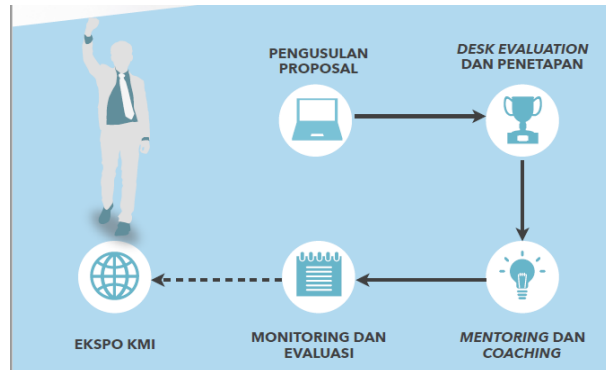 PENGUSULAN
PROPOSAL
DESK EVALUATION
DAN PENETAPAN
MENTORING DAN
COACHING
MONITORING DAN
EVALUASI
EKSPO KMI